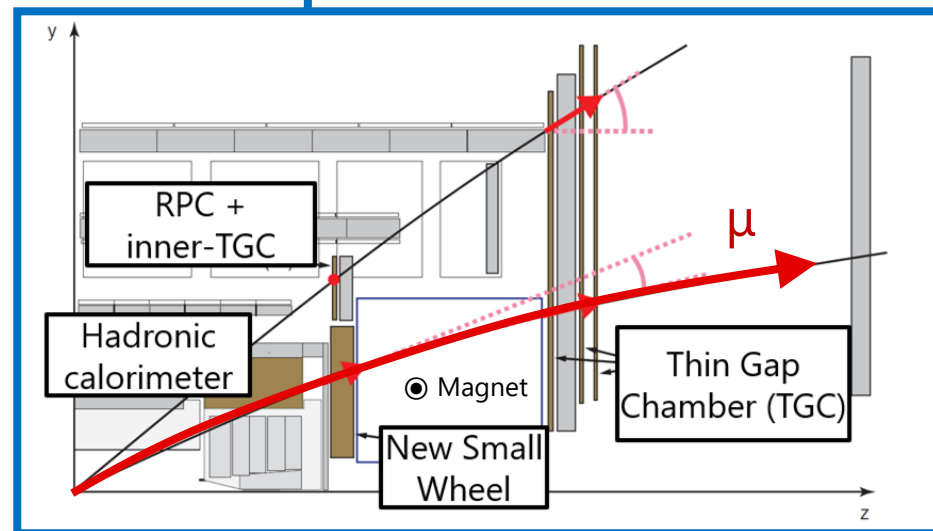 y
RPC +
inner-TGC
μ
Hadronic
calorimeter
Magnet
Thin Gap
Chamber (TGC)
New Small
Wheel
z